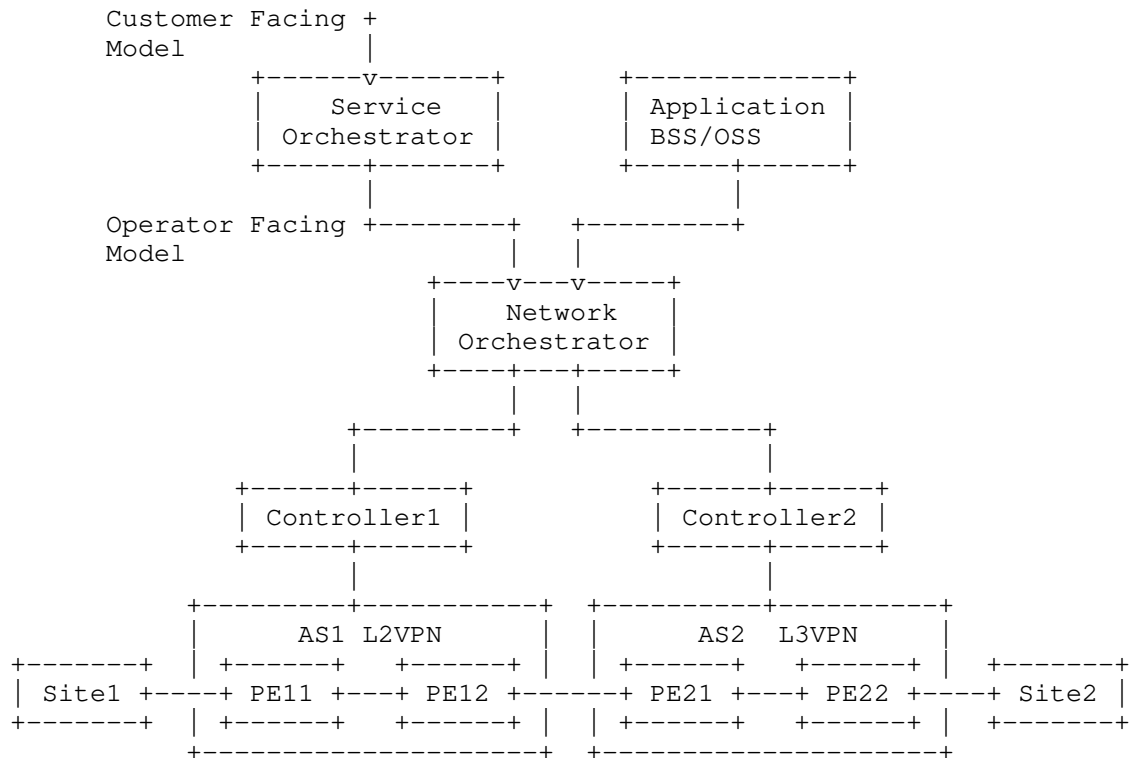 Customer Facing
Model
Service Application
Orchestrator BSS/OSS
Operator Facing
Model
Network
Orchestrator
Controller1 Controller2
AS1 L2VPN AS2 L3VPN
Site1 PE11 PE12 PE21 PE22 Site2